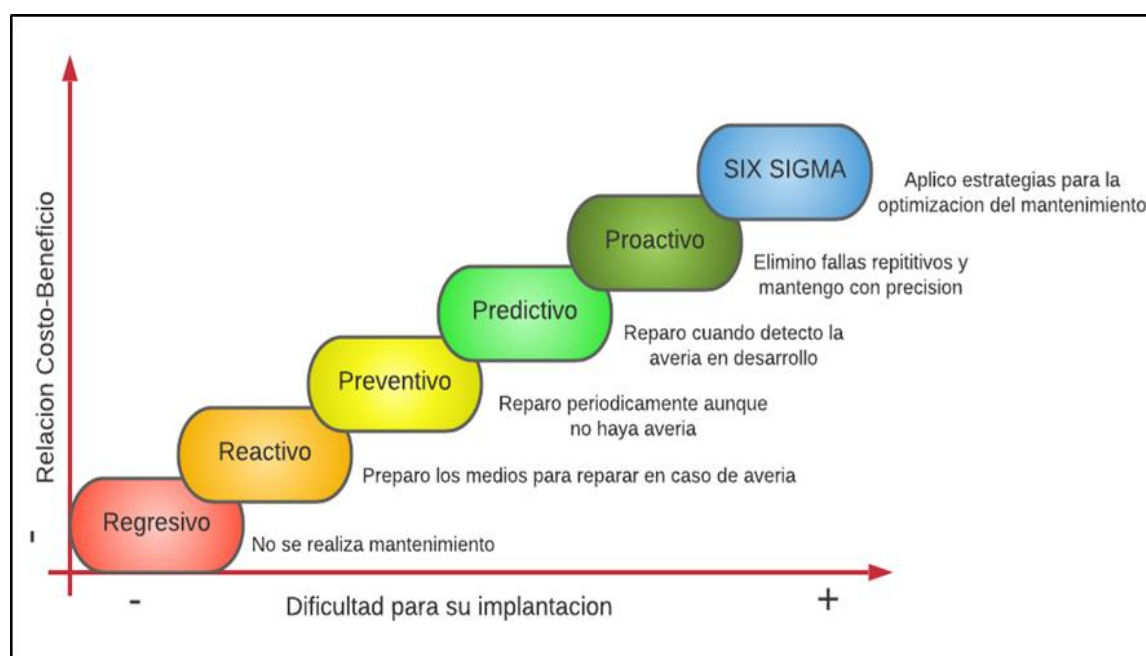 Relacion Costo-Beneficio
SIX SIGMA
Aplico estrategias para la
optimizacion del mantenimiento
Proactivo
Elimino fallas repititivos y
mantengo con precision
Predictivo
Reparo cuando detecto la
averia en desarrollo
Preventivo
Reparo periodicamente aunque
no haya averia
Reactivo
Preparo los medios para reparar en caso de averia
Regresivo
No se realiza mantenimiento
-
-
Dificultad para su implantacion
+